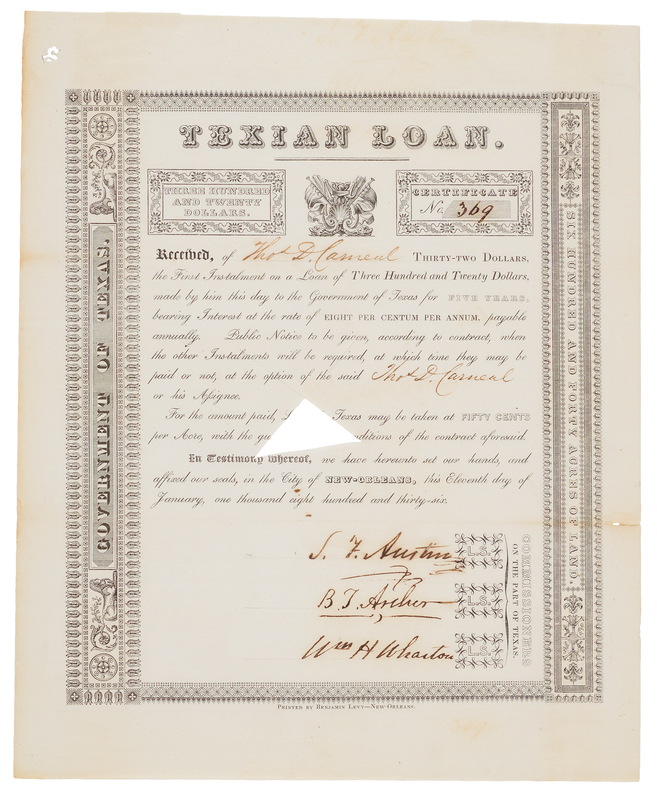 TEXIAN LOAN.
THREE HUNDRED
AND TWENTY
DOLLARS.
CERTIFICATE
No. 369
Received, of Thos D. Carneal THIRTY-TWO DOLLARS,
the First Instalment on a Loan of Three Hundred and Twenty Dollars,
made by him this day to the Government of Texas for FIVE YEARS,
bearing Interest at the rate of EIGHT PER CENTUM PER ANNUM, payable
annually. Public Notice to be given, according to contract, when
the other Instalments will be required, at which time they may be
paid or not, at the option of the said Thos D. Carneal
or his Assignee.
For the amount paid, Texas may be taken at FIFTY CENTS
per Acre, with the conditions of the contract aforesaid.
In Testimony whereof, we have hereunto set our hands, and
affixed our seals, in the City of NEW-ORLEANS, this Eleventh day of
January, one thousand eight hundred and thirty-six.
S. F. Austin L.S.
B. T. Archer L.S.
Wm H Wharton L.S.
COMMISSIONERS
ON THE PART OF TEXAS.
GOVERNMENT OF TEXAS.
SIX HUNDRED AND FORTY ACRES OF LAND.
PRINTED BY BENJAMIN LEVY—NEW-ORLEANS.